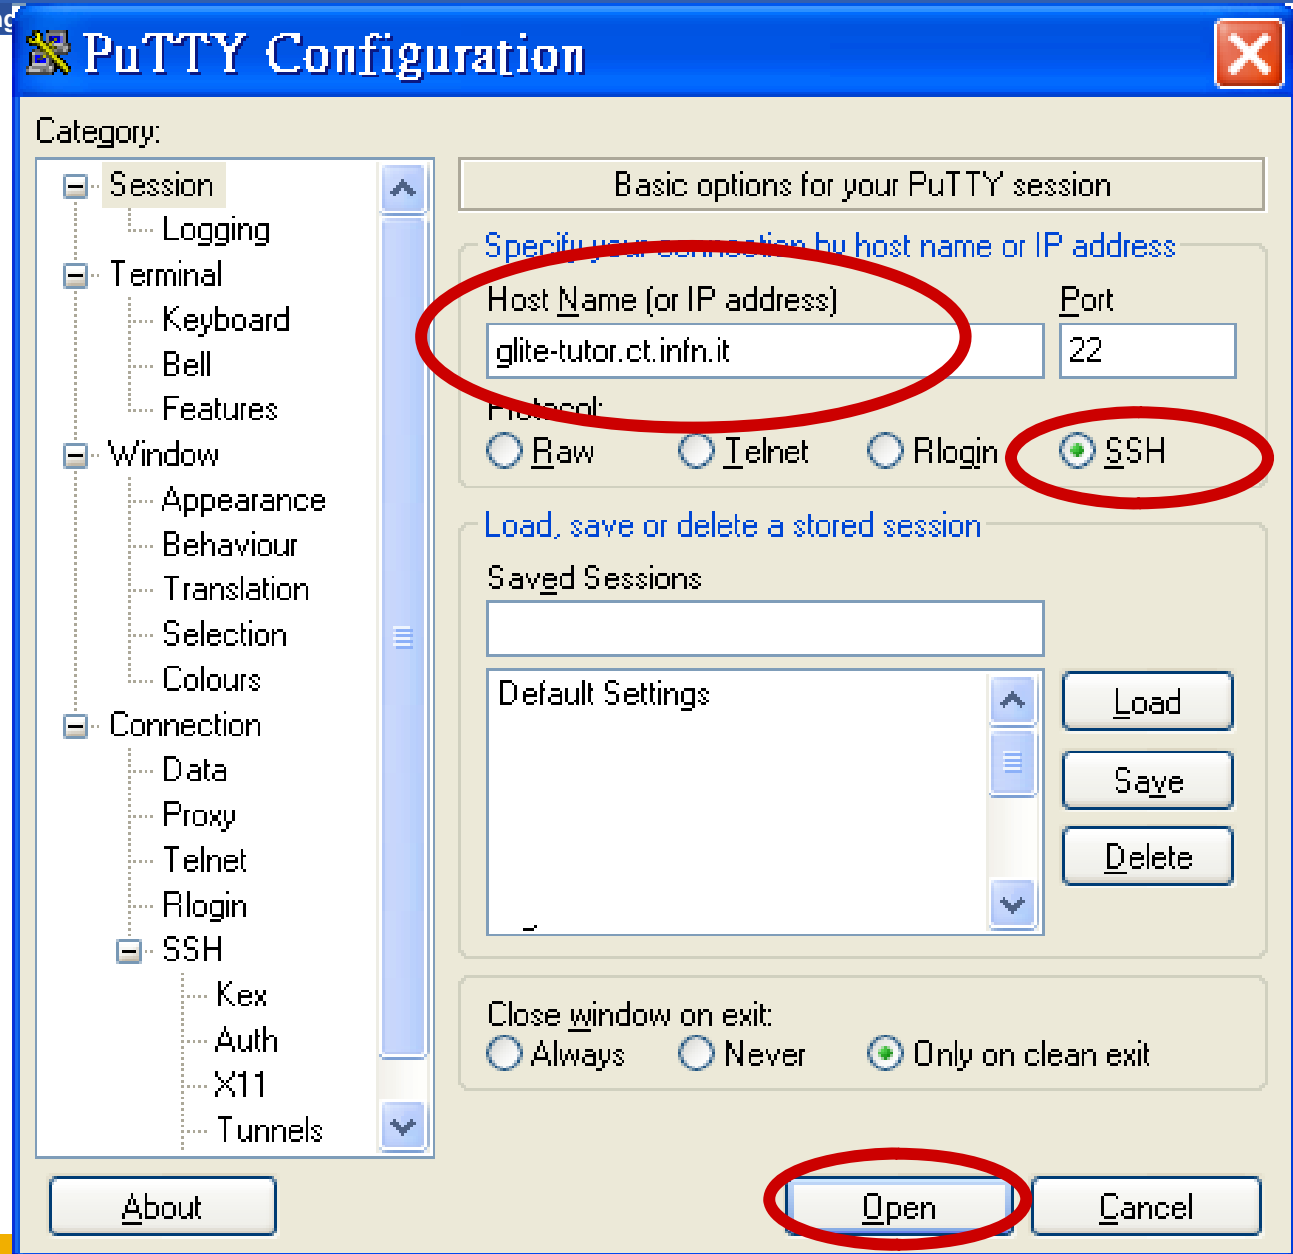 PuTTY Configuration
Category:
Session
Logging
Terminal
Keyboard
Bell
Features
Window
Appearance
Behaviour
Translation
Selection
Colours
Connection
Data
Proxy
Telnet
Rlogin
SSH
Kex
Auth
X11
Tunnels
Basic options for your PuTTY session
Specify your connection by host name or IP address
Host Name (or IP address)
Port
glite-tutor.ct.infn.it
22
Protocol:
Raw
Telnet
Rlogin
SSH
Load, save or delete a stored session
Saved Sessions
Default Settings
Load
Save
Delete
Close window on exit:
Always
Never
Only on clean exit
About
Open
Cancel